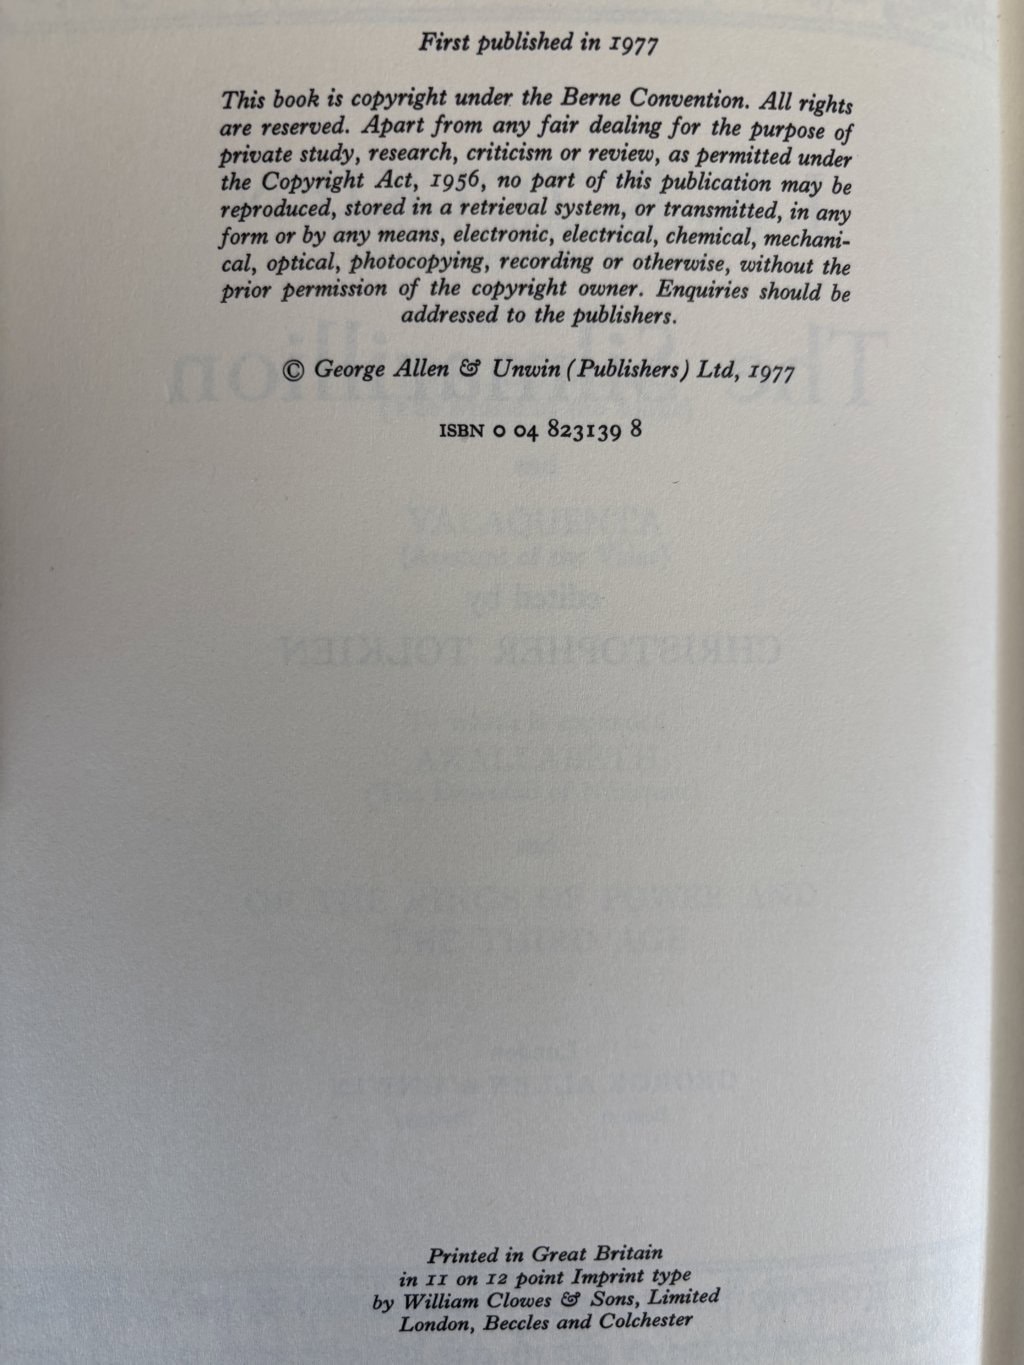 First published in 1977
This book is copyright under the Berne Convention. All rights
are reserved. Apart from any fair dealing for the purpose of
private study, research, criticism or review, as permitted under
the Copyright Act, 1956, no part of this publication may be
reproduced, stored in a retrieval system, or transmitted, in any
form or by any means, electronic, electrical, chemical, mechani-
cal, optical, photocopying, recording or otherwise, without the
prior permission of the copyright owner. Enquiries should be
addressed to the publishers.
© George Allen & Unwin (Publishers) Ltd, 1977
ISBN 0 04 823139 8
edited by
CHRISTOPHER TOLKIEN
Printed in Great Britain
in 11 on 12 point Imprint type
by William Clowes & Sons, Limited
London, Beccles and Colchester